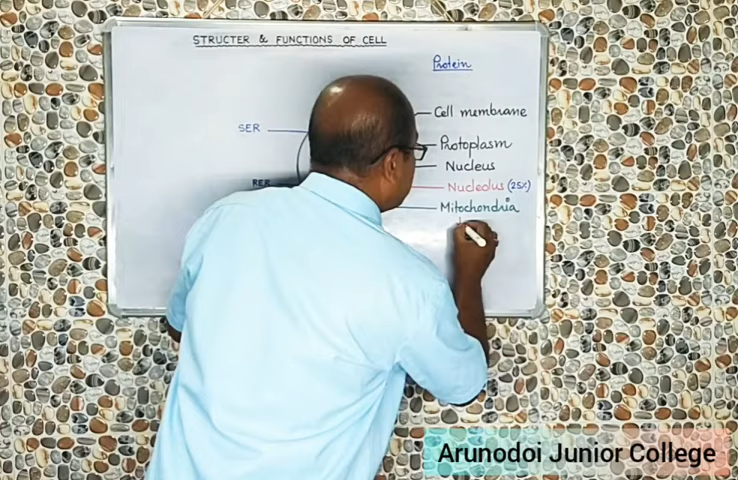 STRUCTER & FUNCTIONS OF CELL
Protein
Cell membrane
SER
Protoplasm
Nucleus
RER
Nucleolus (25%)
Mitochondria
Arunodoi Junior College